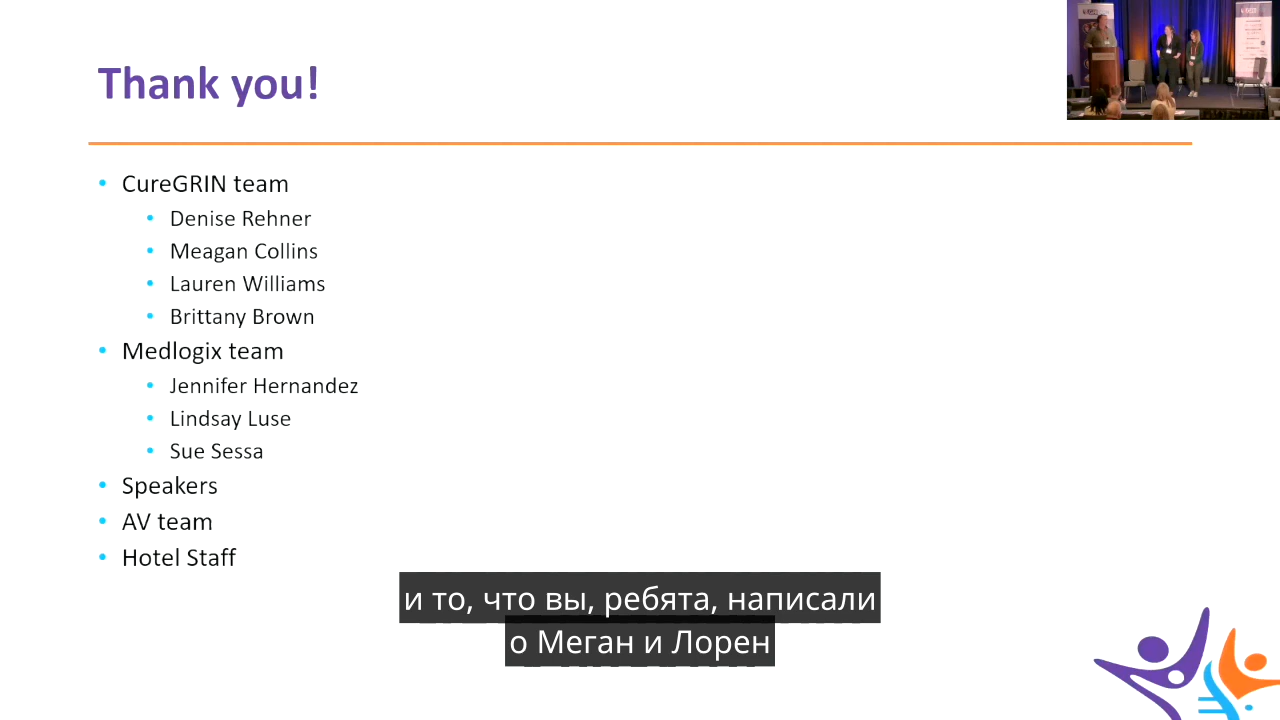 Thank you!
CureGRIN team
Denise Rehner
Meagan Collins
Lauren Williams
Brittany Brown
Medlogix team
Jennifer Hernandez
Lindsay Luse
Sue Sessa
Speakers
AV team
Hotel Staff
и то, что вы, ребята, написали
о Меган и Лорен